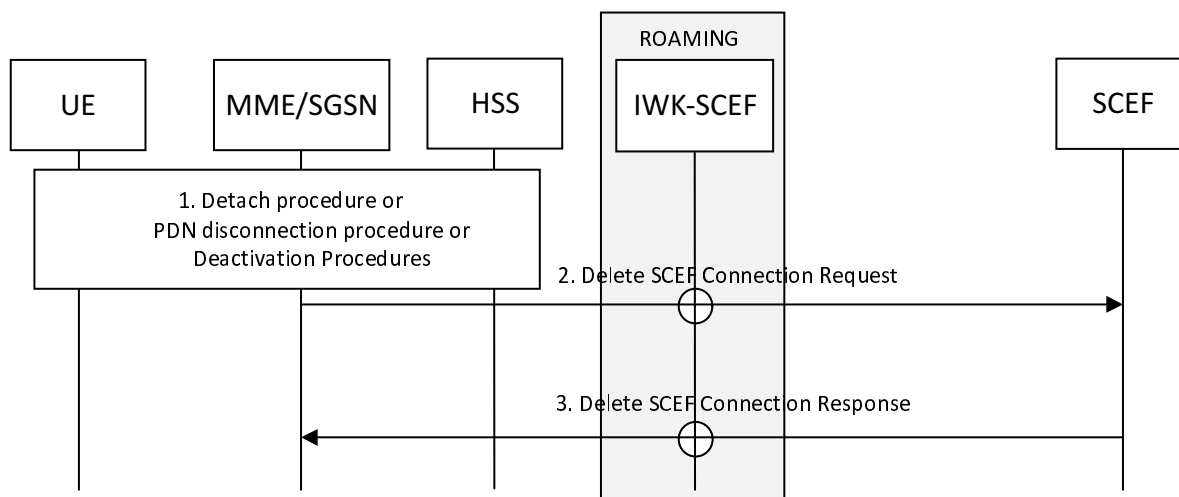 ROAMING
UE
MME/SGSN
HSS
IWK-SCEF
SCEF
1. Detach procedure or
PDN disconnection procedure or
Deactivation Procedures
2. Delete SCEF Connection Request
3. Delete SCEF Connection Response